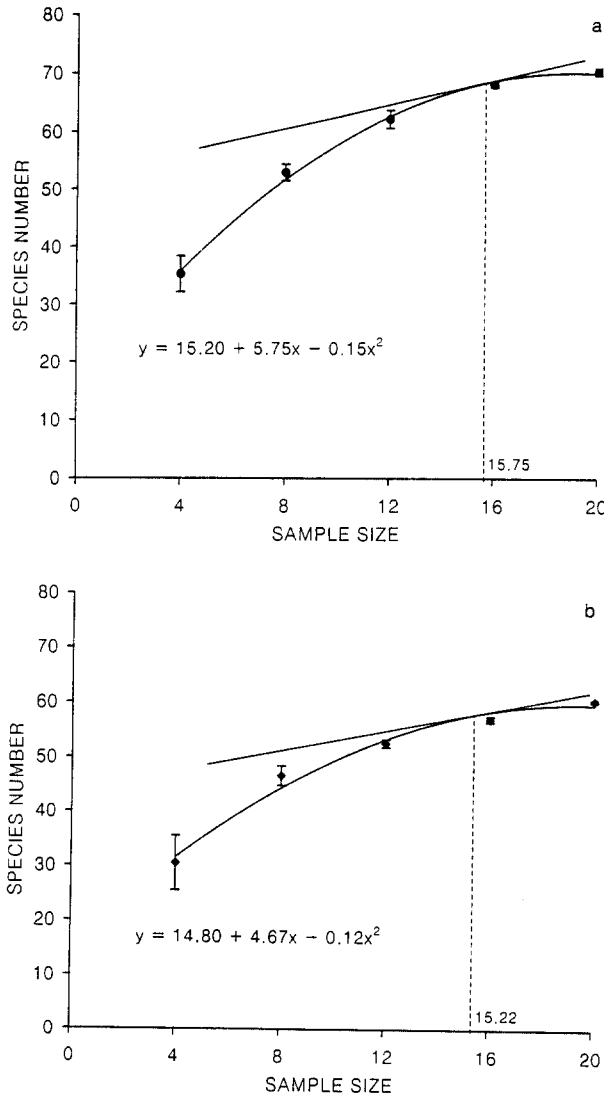 a
80
70
60
50
40
30
20
10
0
SPECIES NUMBER
y = 15.20 + 5.75x − 0.15x²
15.75
0 4 8 12 16 20
SAMPLE SIZE
b
80
70
60
50
40
30
20
10
0
SPECIES NUMBER
y = 14.80 + 4.67x − 0.12x²
15.22
0 4 8 12 16 20
SAMPLE SIZE